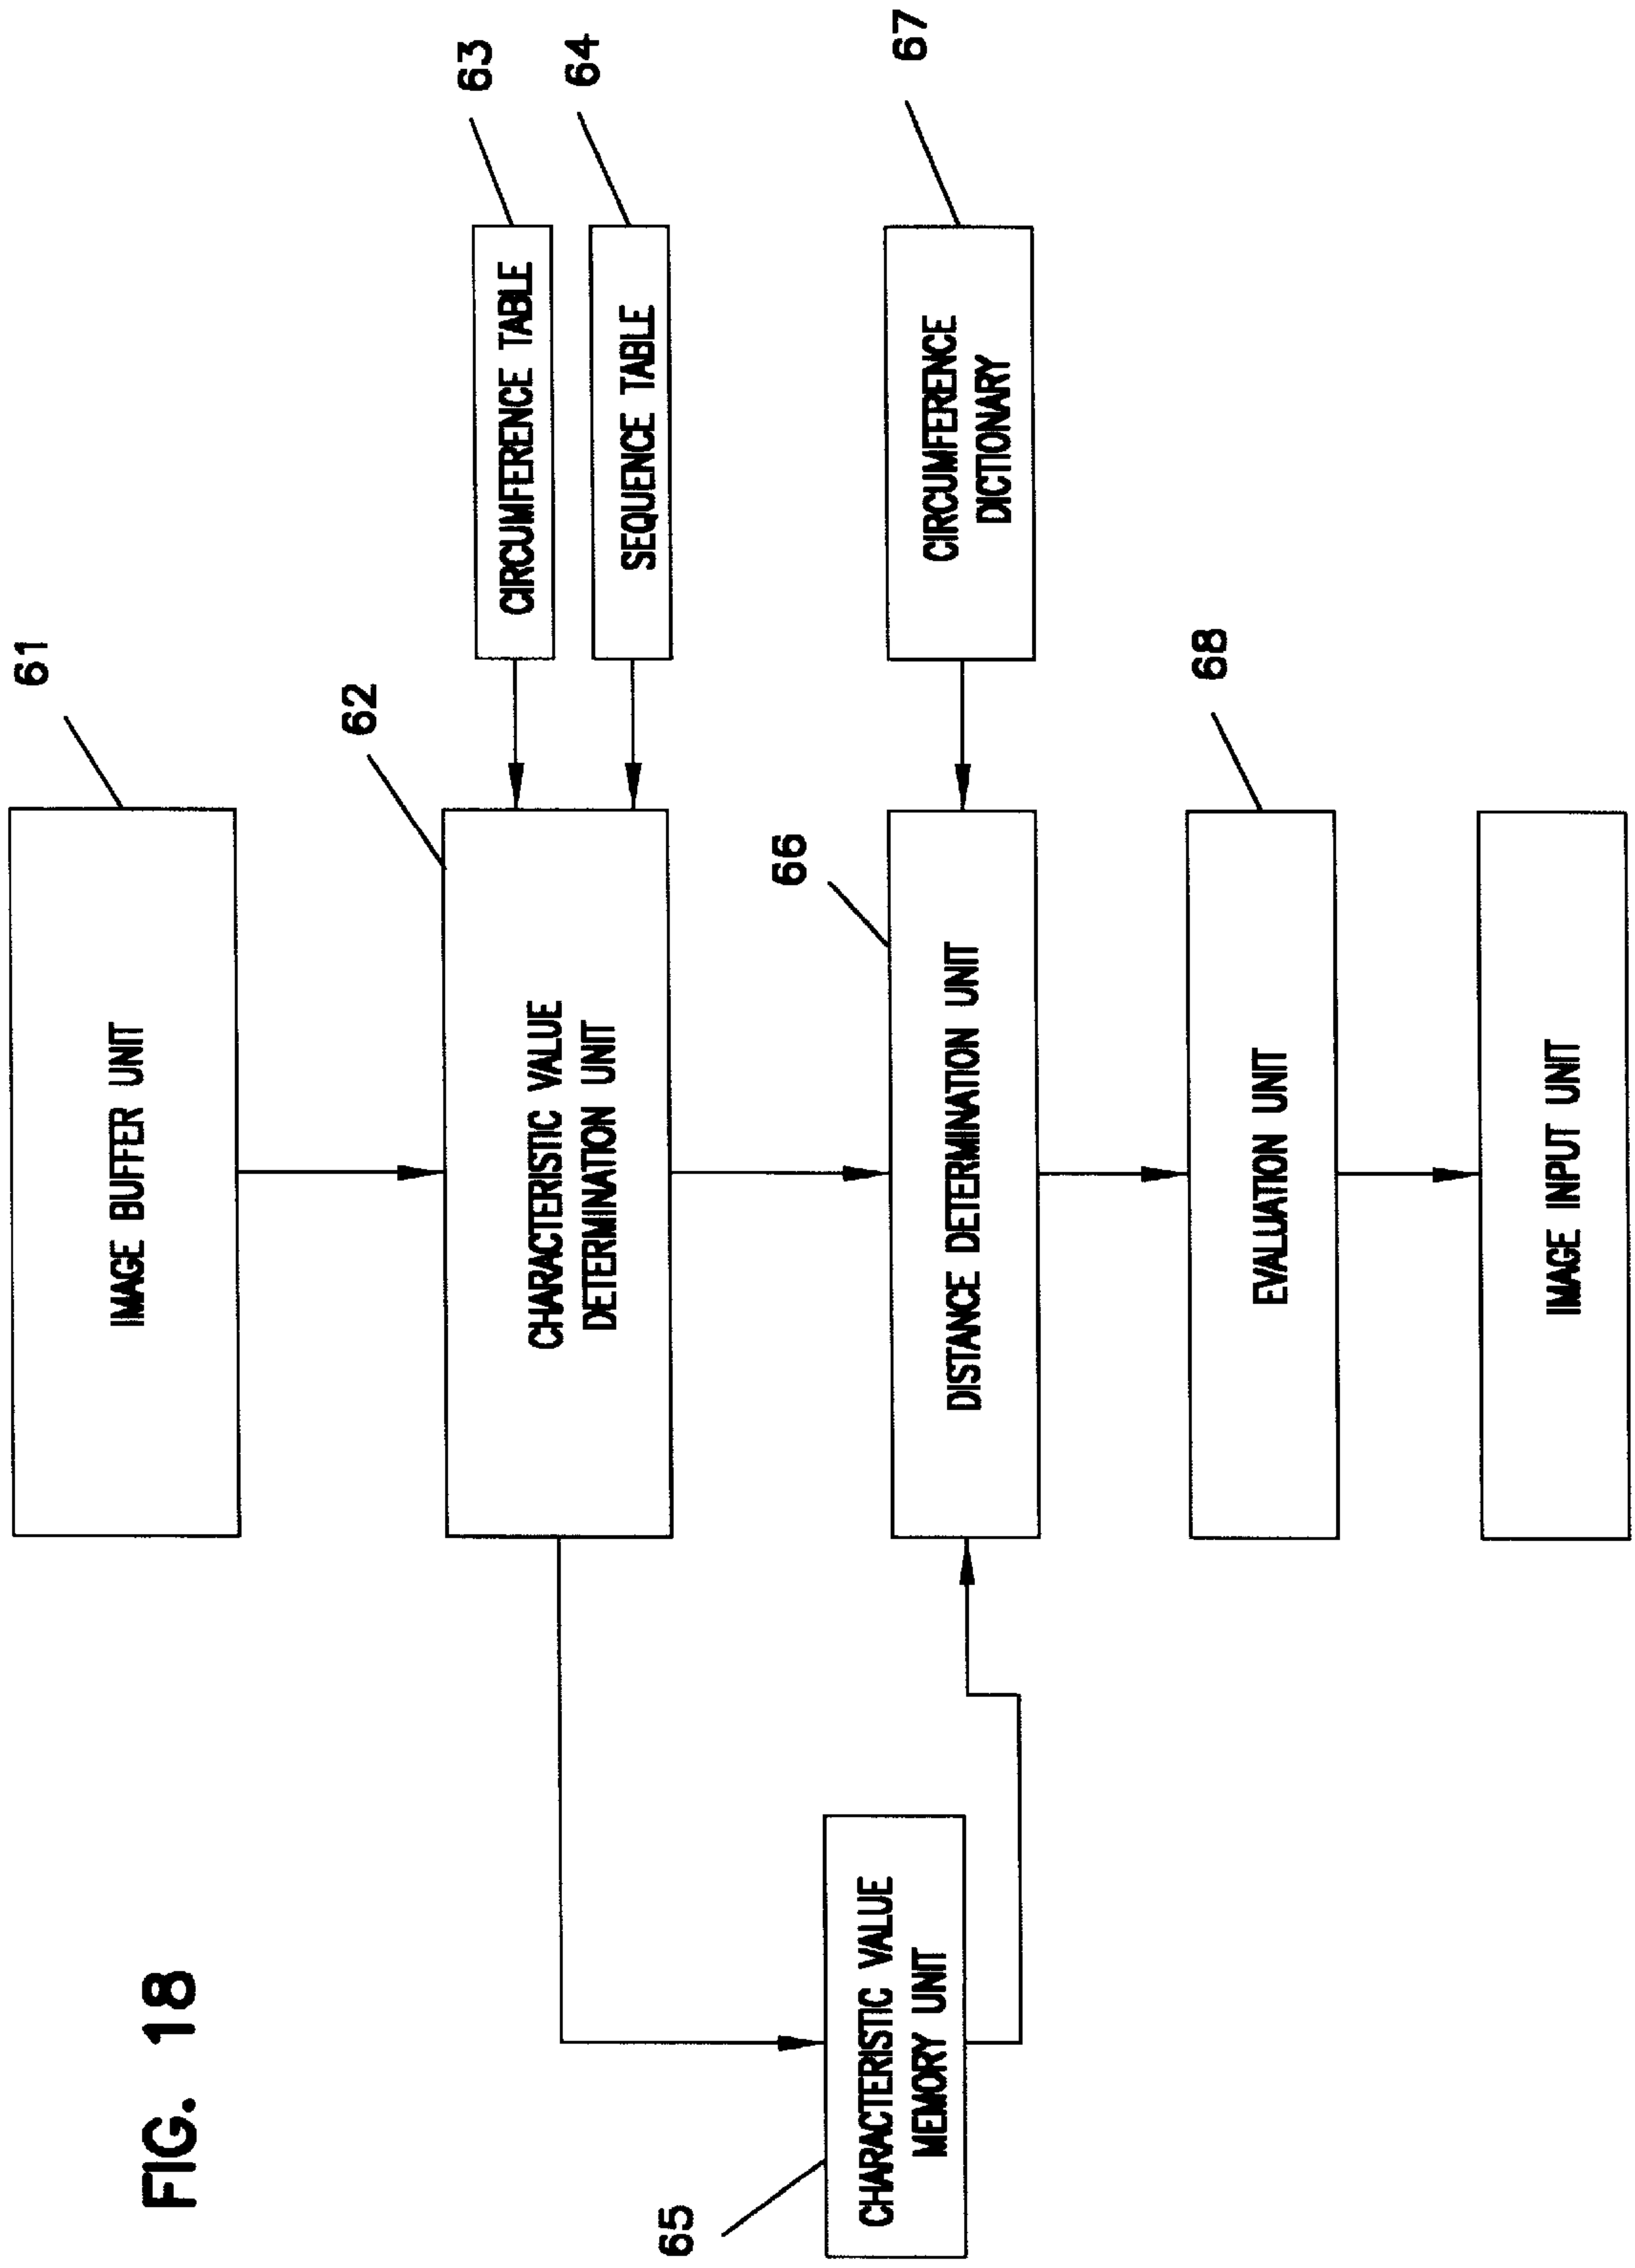 FIG. 18
61
IMAGE BUFFER UNIT
62
CHARACTERISTIC VALUE
DETERMINATION UNIT
63
CIRCUMFERENCE TABLE
64
SEQUENCE TABLE
65
CHARACTERISTIC VALUE
MEMORY UNIT
66
DISTANCE DETERMINATION UNIT
67
CIRCUMFERENCE
DICTIONARY
68
EVALUATION UNIT
IMAGE INPUT UNIT